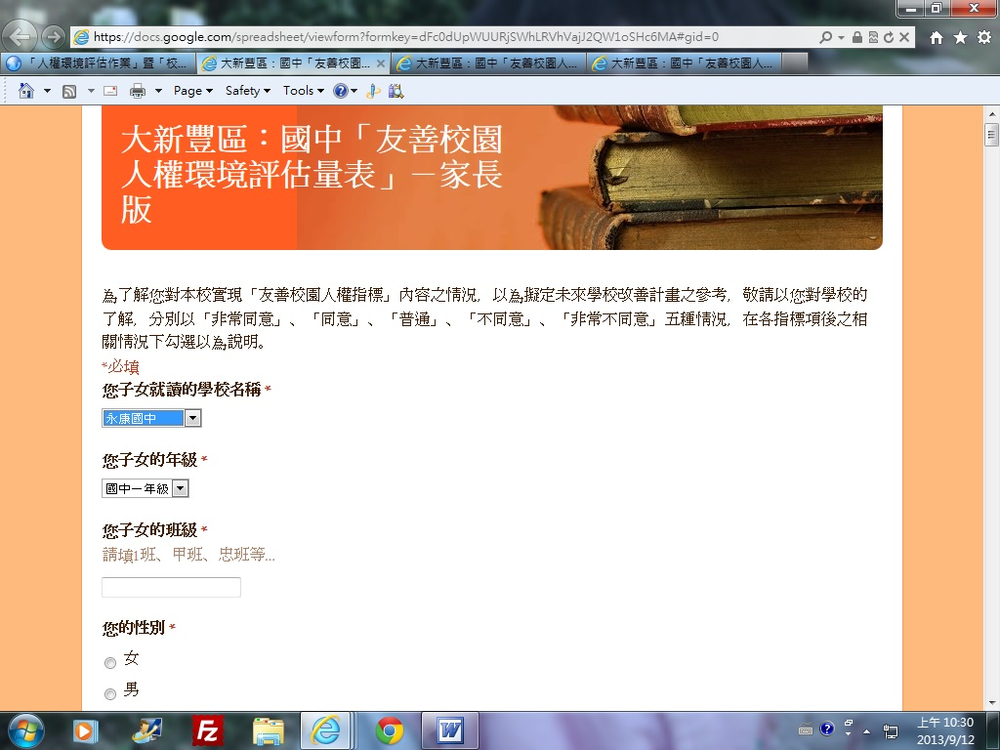 https://docs.google.com/spreadsheet/viewform?formkey=dFc0dUpWUURjSWhLRVhVajJ2QW1oSHc6MA#gid=0
「人權環境評估作業」暨「校...
大新豐區：國中「友善校園...
大新豐區：國中「友善校園人...
大新豐區：國中「友善校園人...
Page
Safety
Tools
大新豐區：國中「友善校園
人權環境評估量表」－家長
版
為了解您對本校實現「友善校園人權指標」內容之情況，以為擬定未來學校改善計畫之參考，敬請以您對學校的
了解，分別以「非常同意」、「同意」、「普通」、「不同意」、「非常不同意」五種情況，在各指標項後之相
關情況下勾選以為說明。
*必填
您子女就讀的學校名稱 *
永康國中
您子女的年級 *
國中一年級
您子女的班級 *
請填1班、甲班、忠班等...
您的性別 *
女
男
上午 10:30
2013/9/12